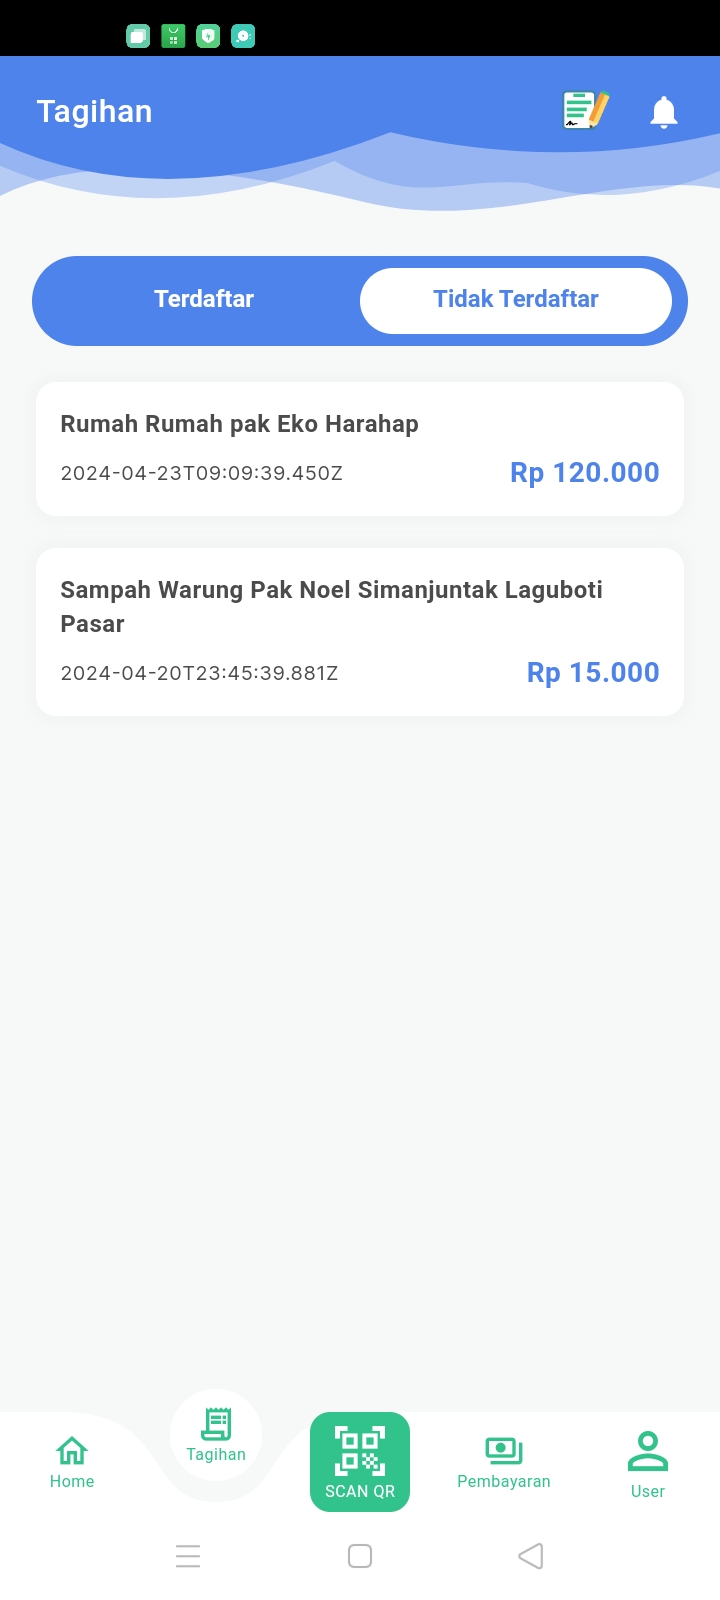 Tagihan
Terdaftar
Tidak Terdaftar
Rumah Rumah pak Eko Harahap
2024-04-23T09:09:39.450Z
Rp 120.000
Sampah Warung Pak Noel Simanjuntak Laguboti
Pasar
2024-04-20T23:45:39.881Z
Rp 15.000
Home
Tagihan
SCAN QR
Pembayaran
User